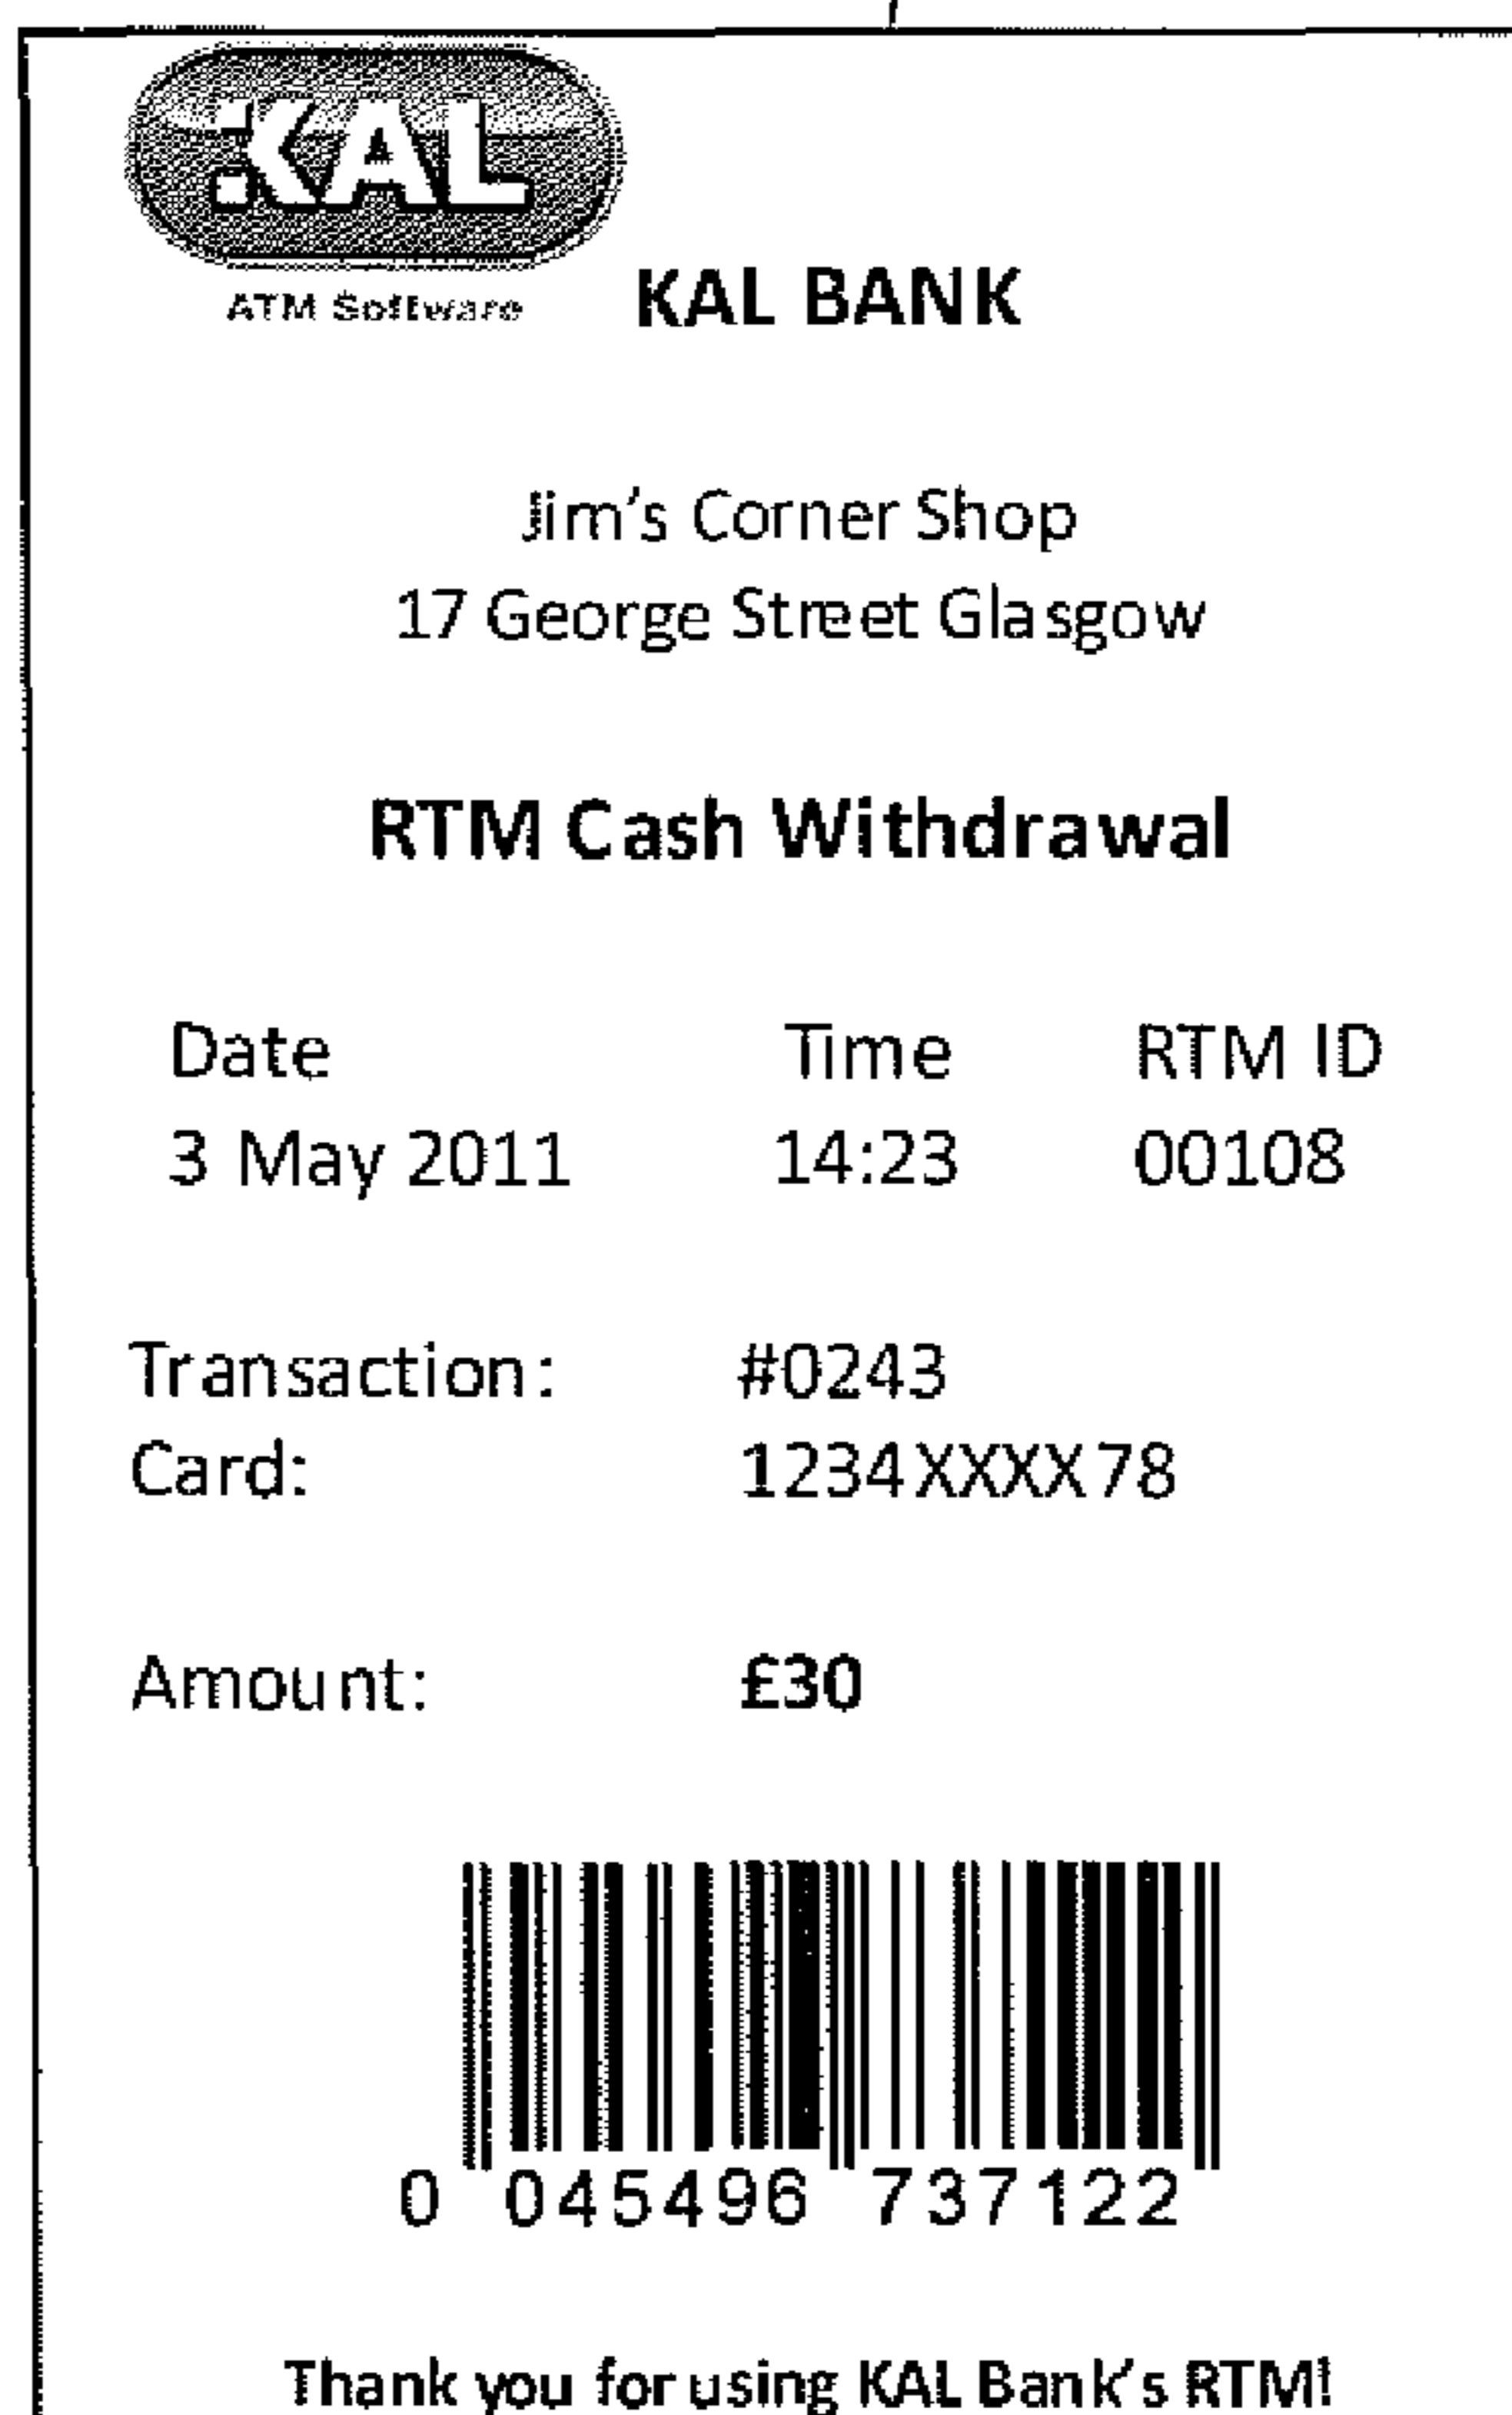 KAL
ATM Software
KAL BANK
Jim's Corner Shop
17 George Street Glasgow
RTM Cash Withdrawal
Date Time RTM ID
3 May 2011 14:23 00108
Transaction: #0243
Card: 1234XXXX78
Amount: £30
0 045496 737122
Thank you for using KAL Bank's RTM!